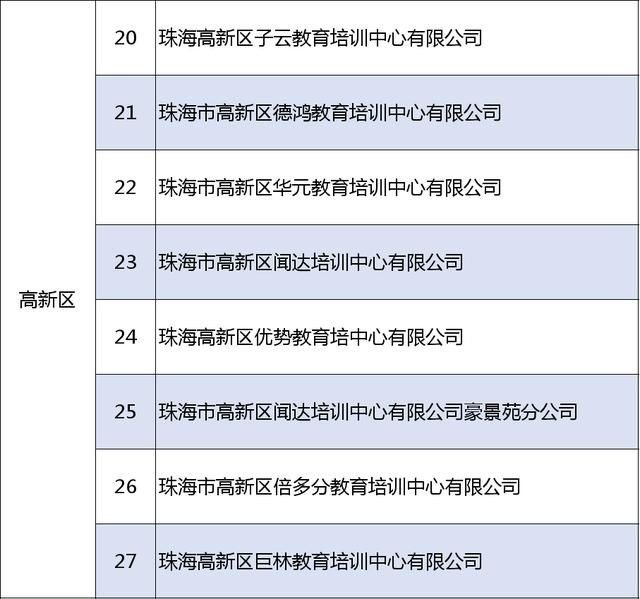 20 珠海高新区子云教育培训中心有限公司
21 珠海市高新区德鸿教育培训中心有限公司
22 珠海市高新区华元教育培训中心有限公司
23 珠海市高新区闻达培训中心有限公司
高新区
24 珠海高新区优势教育培中心有限公司
25 珠海市高新区闻达培训中心有限公司豪景苑分公司
26 珠海市高新区倍多分教育培训中心有限公司
27 珠海高新区巨林教育培训中心有限公司